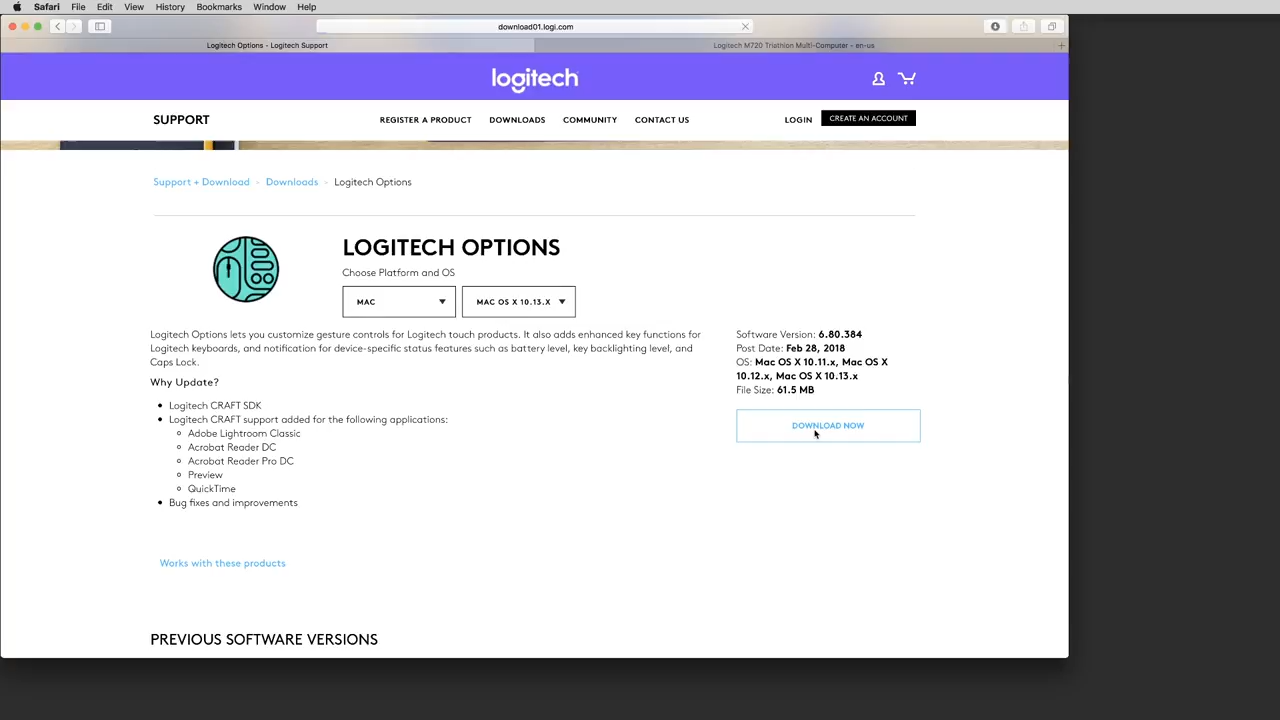 Safari File Edit View History Bookmarks Window Help
download01.logi.com
Logitech Options - Logitech Support
Logitech M720 Triathlon Multi-Computer - en-us
logitech
SUPPORT
REGISTER A PRODUCT DOWNLOADS COMMUNITY CONTACT US
LOGIN CREATE AN ACCOUNT
Support + Download - Downloads - Logitech Options
LOGITECH OPTIONS
Choose Platform and OS
MAC
MAC OS X 10.13.X
Logitech Options lets you customize gesture controls for Logitech touch products. It also adds enhanced key functions for
Logitech keyboards, and notification for device-specific status features such as battery level, key backlighting level, and
Caps Lock.
Why Update?
Logitech CRAFT SDK
Logitech CRAFT support added for the following applications:
Adobe Lightroom Classic
Acrobat Reader DC
Acrobat Reader Pro DC
Preview
QuickTime
Bug fixes and improvements
Software Version: 6.80.384
Post Date: Feb 28, 2018
OS: Mac OS X 10.11.x, Mac OS X
10.12.x, Mac OS X 10.13.x
File Size: 61.5 MB
DOWNLOAD NOW
Works with these products
PREVIOUS SOFTWARE VERSIONS